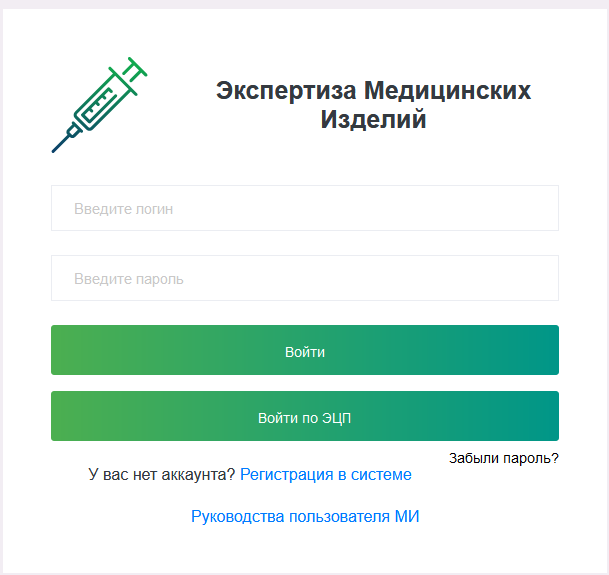 Экспертиза Медицинских
Изделий
Введите логин
Введите пароль
Войти
Войти по ЭЦП
Забыли пароль?
У вас нет аккаунта? Регистрация в системе
Руководства пользователя МИ